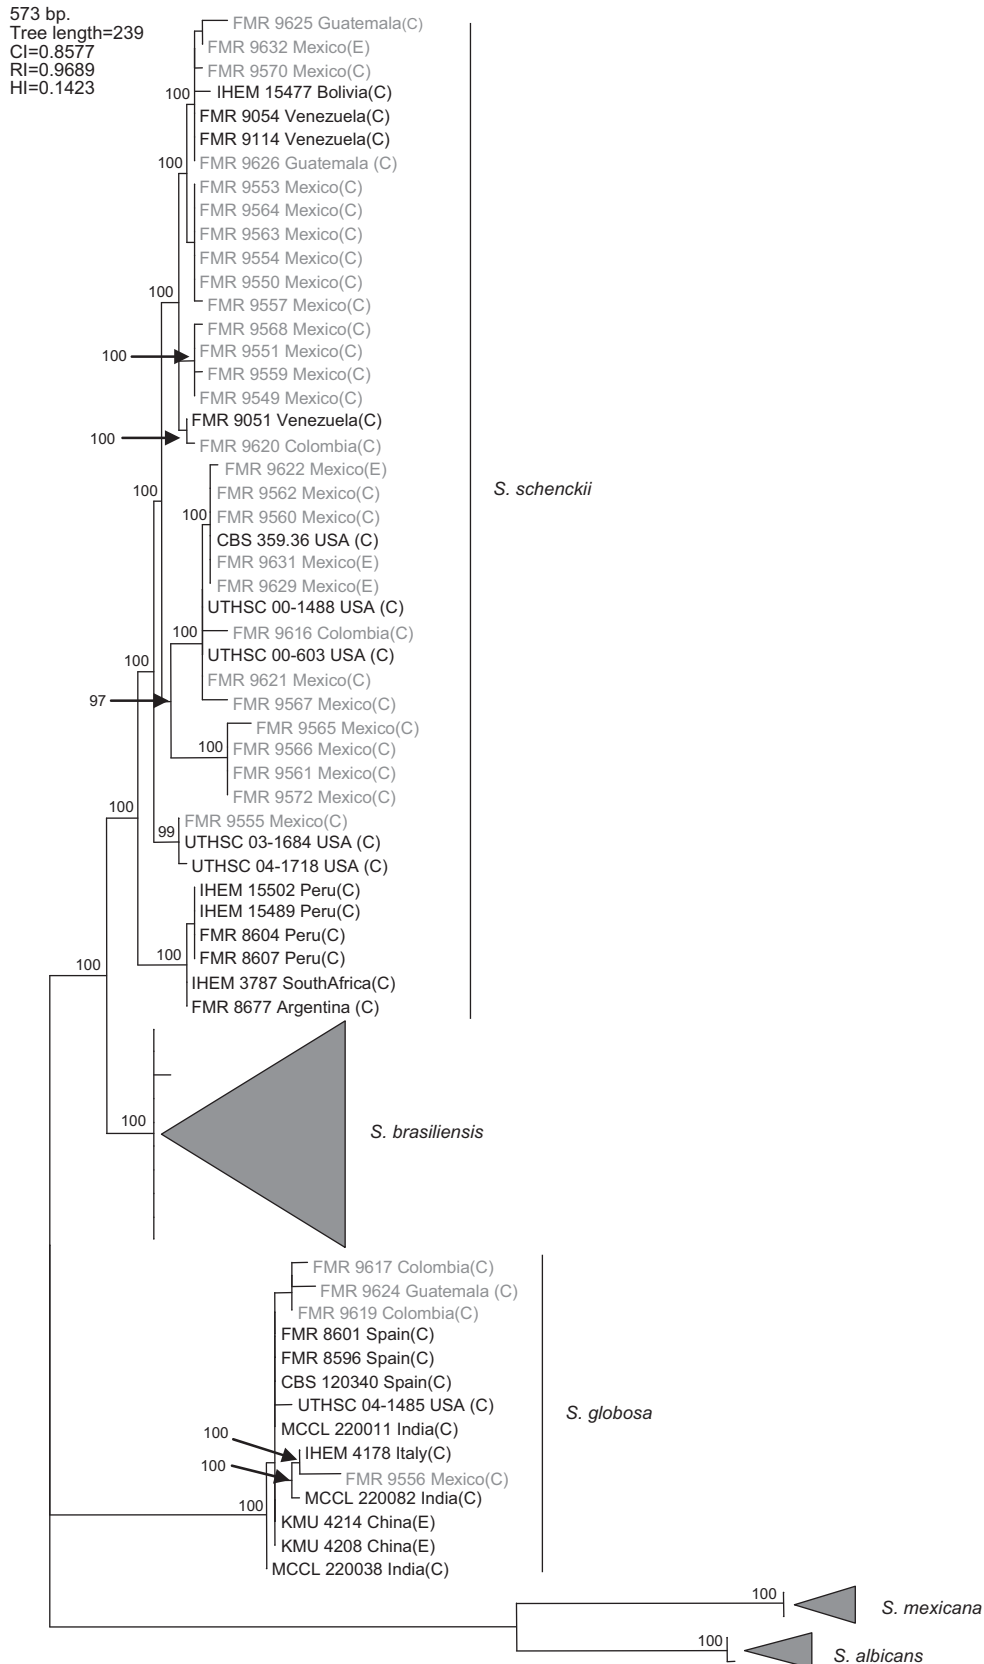 573 bp.
Tree length=239
CI=0.8577
RI=0.9689
HI=0.1423
FMR 9625 Guatemala(C)
FMR 9632 Mexico(E)
FMR 9570 Mexico(C)
100
IHEM 15477 Bolivia(C)
FMR 9054 Venezuela(C)
FMR 9114 Venezuela(C)
100
FMR 9626 Guatemala (C)
FMR 9553 Mexico(C)
FMR 9564 Mexico(C)
FMR 9563 Mexico(C)
FMR 9554 Mexico(C)
FMR 9550 Mexico(C)
100
FMR 9557 Mexico(C)
FMR 9568 Mexico(C)
100
FMR 9551 Mexico(C)
FMR 9559 Mexico(C)
FMR 9549 Mexico(C)
FMR 9051 Venezuela(C)
100
FMR 9620 Colombia(C)
FMR 9622 Mexico(E)
100
FMR 9562 Mexico(C)
S. schenckii
100
FMR 9560 Mexico(C)
CBS 359.36 USA (C)
FMR 9631 Mexico(E)
FMR 9629 Mexico(E)
UTHSC 00-1488 USA (C)
100
FMR 9616 Colombia(C)
100
UTHSC 00-603 USA (C)
FMR 9621 Mexico(C)
97
FMR 9567 Mexico(C)
FMR 9565 Mexico(C)
100
FMR 9566 Mexico(C)
FMR 9561 Mexico(C)
FMR 9572 Mexico(C)
100
FMR 9555 Mexico(C)
99
UTHSC 03-1684 USA (C)
UTHSC 04-1718 USA (C)
IHEM 15502 Peru(C)
IHEM 15489 Peru(C)
FMR 8604 Peru(C)
100
FMR 8607 Peru(C)
100
IHEM 3787 SouthAfrica(C)
FMR 8677 Argentina (C)
100
S. brasiliensis
FMR 9617 Colombia(C)
FMR 9624 Guatemala (C)
FMR 9619 Colombia(C)
FMR 8601 Spain(C)
FMR 8596 Spain(C)
CBS 120340 Spain(C)
UTHSC 04-1485 USA (C)
S. globosa
MCCL 220011 India(C)
100
IHEM 4178 Italy(C)
100
FMR 9556 Mexico(C)
MCCL 220082 India(C)
100
KMU 4214 China(E)
KMU 4208 China(E)
MCCL 220038 India(C)
100
S. mexicana
100
S. albicans